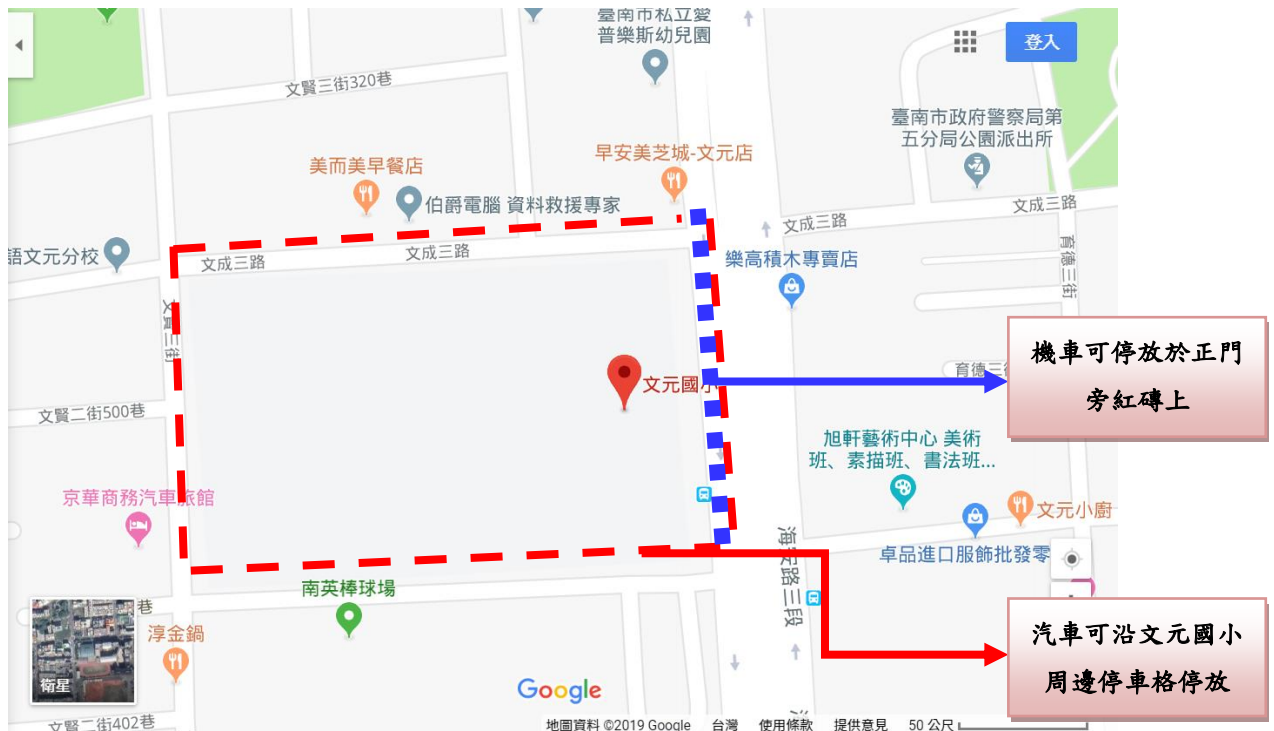 臺南市私立愛
普樂斯幼兒園
登入
文賢三街320巷
臺南市政府警察局第
五分局公園派出所
早安美芝城-文元店
美而美早餐店
伯爵電腦 資料救援專家
文成三路
文成三路
語文元分校
文成三路
文成三路
育德三街
樂高積木專賣店
文賢三街
機車可停放於正門
旁紅磚上
育德三街
文元國小
文賢二街500巷
旭軒藝術中心 美術
班、素描班、書法班...
京華商務汽車旅館
文元小廚
海安路三段
卓品進口服飾批發零
南英棒球場
巷
淳金鍋
汽車可沿文元國小
周邊停車格停放
衛星
Google
文賢二街402巷
地圖資料 ©2019 Google 台灣 使用條款 提供意見 50 公尺